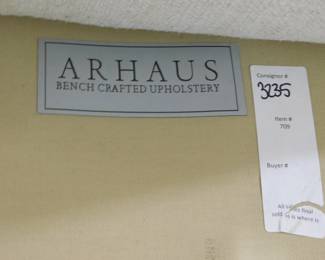 ARHAUS
BENCH CRAFTED UPHOLSTERY
Consignor #
3235
Item #
709
Buyer #
All sales final
sold as is where is